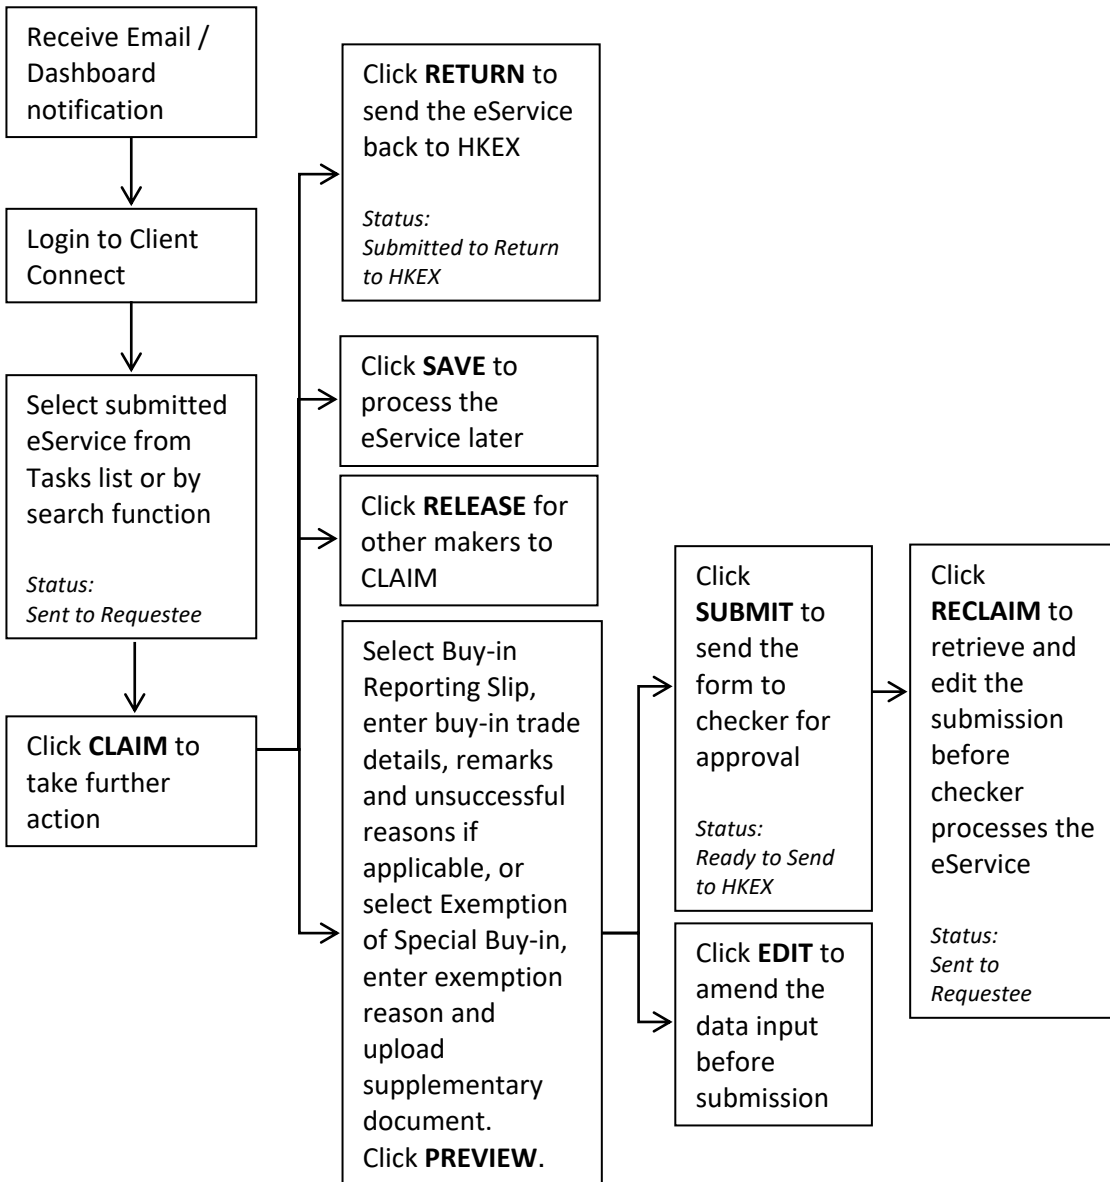 Receive Email /
Dashboard
notification
Login to Client
Connect
Select submitted
eService from
Tasks list or by
search function
Status:
Sent to Requestee
Click CLAIM to
take further
action
Click RETURN to
send the eService
back to HKEX
Status:
Submitted to Return
to HKEX
Click SAVE to
process the
eService later
Click RELEASE for
other makers to
CLAIM
Select Buy-in
Reporting Slip,
enter buy-in trade
details, remarks
and unsuccessful
reasons if
applicable, or
select Exemption
of Special Buy-in,
enter exemption
reason and
upload
supplementary
document.
Click PREVIEW.
Click
SUBMIT to
send the
form to
checker for
approval
Status:
Ready to Send
to HKEX
Click EDIT to
amend the
data input
before
submission
Click
RECLAIM to
retrieve and
edit the
submission
before
checker
processes the
eService
Status:
Sent to
Requestee